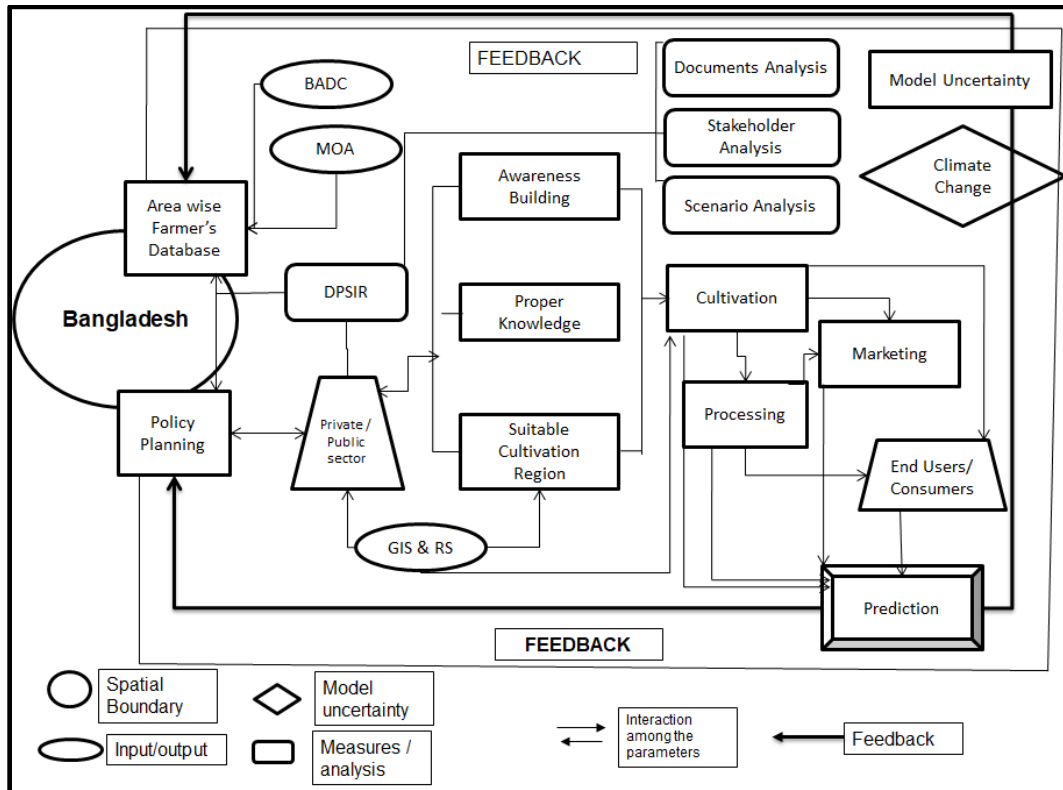 FEEDBACK
BADC
MOA
Documents Analysis
Stakeholder
Analysis
Scenario Analysis
Model Uncertainty
Climate
Change
Area wise
Farmer's
Database
Awareness
Building
DPSIR
Bangladesh
Proper
Knowledge
Cultivation
Marketing
Processing
Policy
Planning
Private /
Public
sector
Suitable
Cultivation
Region
End Users/
Consumers
GIS & RS
Prediction
FEEDBACK
Spatial
Boundary
Model
uncertainty
Input/output
Measures /
analysis
Interaction
among the
parameters
Feedback